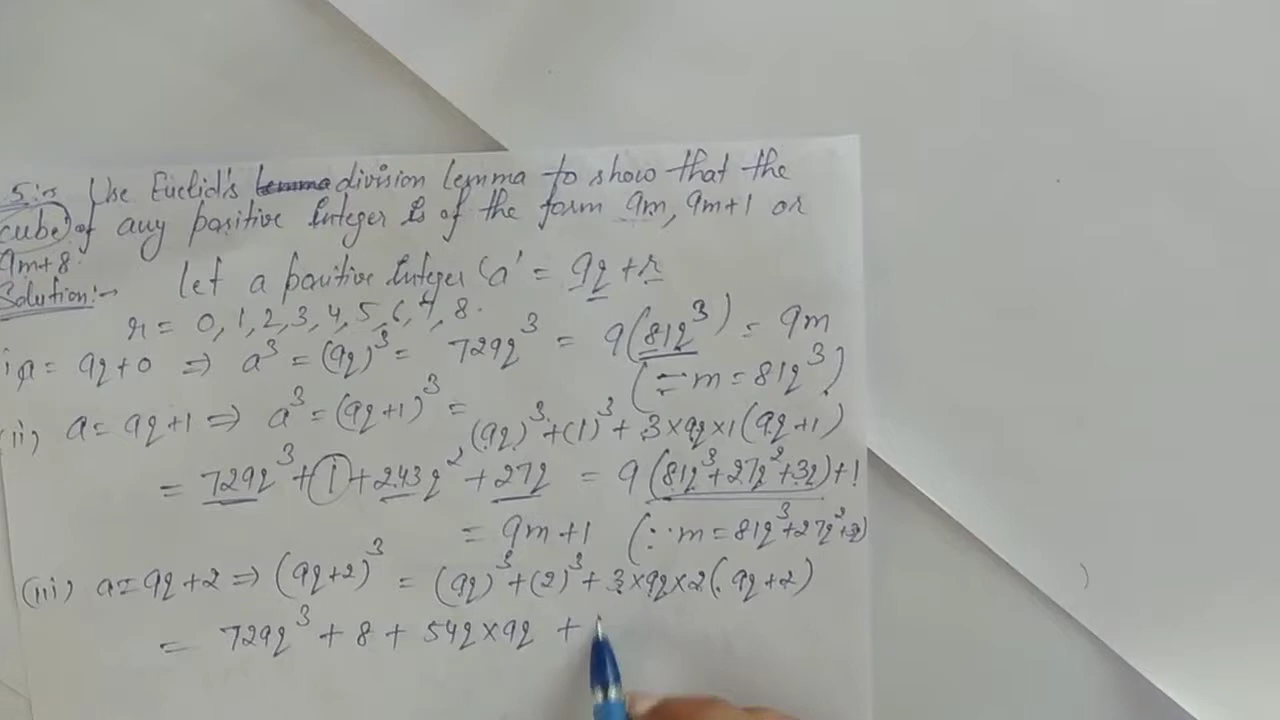 5:→ Use Euclid's lemma division lemma to show that the
cube of any positive integer is of the form 9m, 9m+1 or
9m+8.
Solution:→ Let a positive integer 'a' = 9q + r
r = 0, 1, 2, 3, 4, 5, 6, 7, 8.
i, a = 9q+0 ⇒ a³ = (9q)³ = 729q³ = 9(81q³) = 9m
(∵ m = 81q³)
(ii) a = 9q+1 ⇒ a³ = (9q+1)³ = (9q)³+(1)³+3×9q×1(9q+1)
= 729q³+1+243q²+27q = 9(81q³+27q²+3q)+1
= 9m+1 (∵ m = 81q³+27q²+3q)
(iii) a = 9q+2 ⇒ (9q+2)³ = (9q)³+(2)³+3×9q×2(9q+2)
= 729q³ + 8 + 54q×9q +